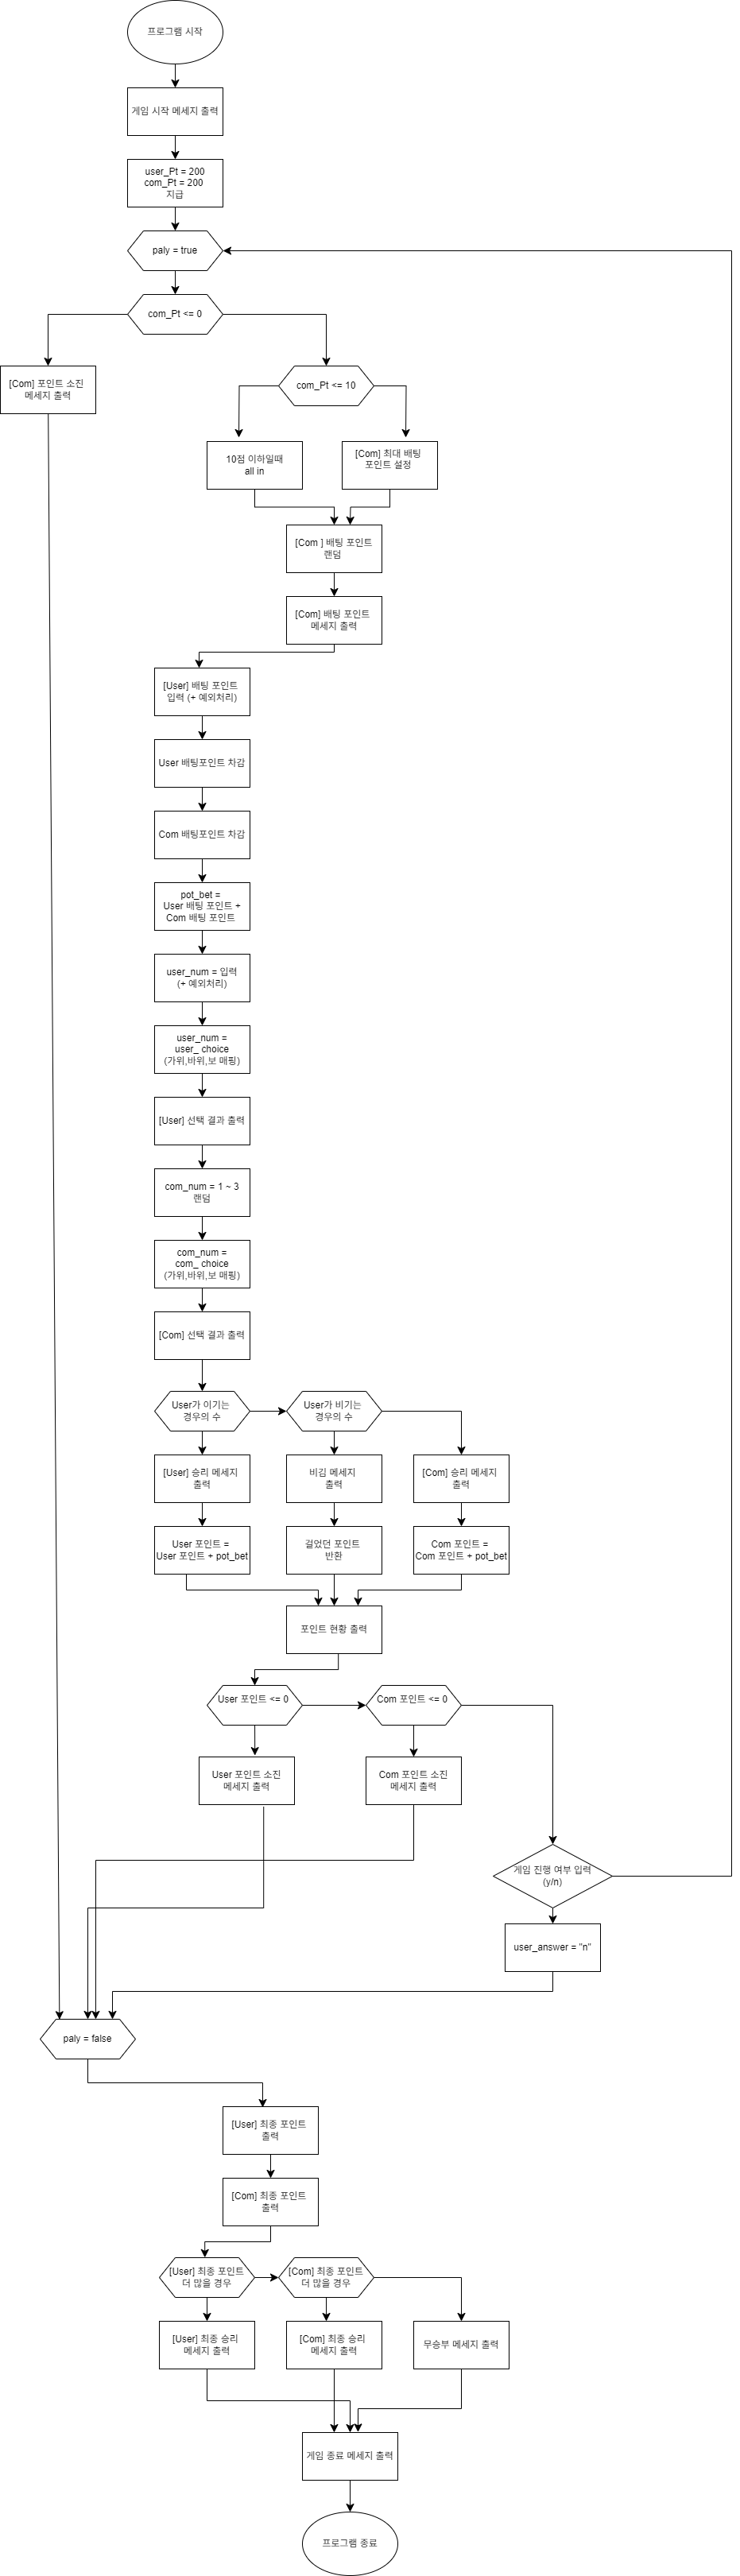 프로그램 시작
게임 시작 메세지 출력
user_Pt = 200
com_Pt = 200
지급
paly = true
com_Pt <= 0
[Com] 포인트 소진
메세지 출력
com_Pt <= 10
10점 이하일때
all in
[Com] 최대 배팅
포인트 설정
[Com ] 배팅 포인트
랜덤
[Com] 배팅 포인트
메세지 출력
[User] 배팅 포인트
입력 (+ 예외처리)
User 배팅포인트 차감
Com 배팅포인트 차감
pot_bet =
User 배팅 포인트 +
Com 배팅 포인트
user_num = 입력
(+ 예외처리)
user_num =
user_ choice
(가위,바위,보 매핑)
[User] 선택 결과 출력
com_num = 1 ~ 3
랜덤
com_num =
com_ choice
(가위,바위,보 매핑)
[Com] 선택 결과 출력
User가 이기는
경우의 수
User가 비기는
경우의 수
[User] 승리 메세지
출력
비김 메세지
출력
[Com] 승리 메세지
출력
User 포인트 =
User 포인트 + pot_bet
걸었던 포인트
반환
Com 포인트 =
Com 포인트 + pot_bet
포인트 현황 출력
User 포인트 <= 0
Com 포인트 <= 0
User 포인트 소진
메세지 출력
Com 포인트 소진
메세지 출력
게임 진행 여부 입력
(y/n)
user_answer = "n"
paly = false
[User] 최종 포인트
출력
[Com] 최종 포인트
출력
[User] 최종 포인트
더 많을 경우
[Com] 최종 포인트
더 많을 경우
[User] 최종 승리
메세지 출력
[Com] 최종 승리
메세지 출력
무승부 메세지 출력
게임 종료 메세지 출력
프로그램 종료